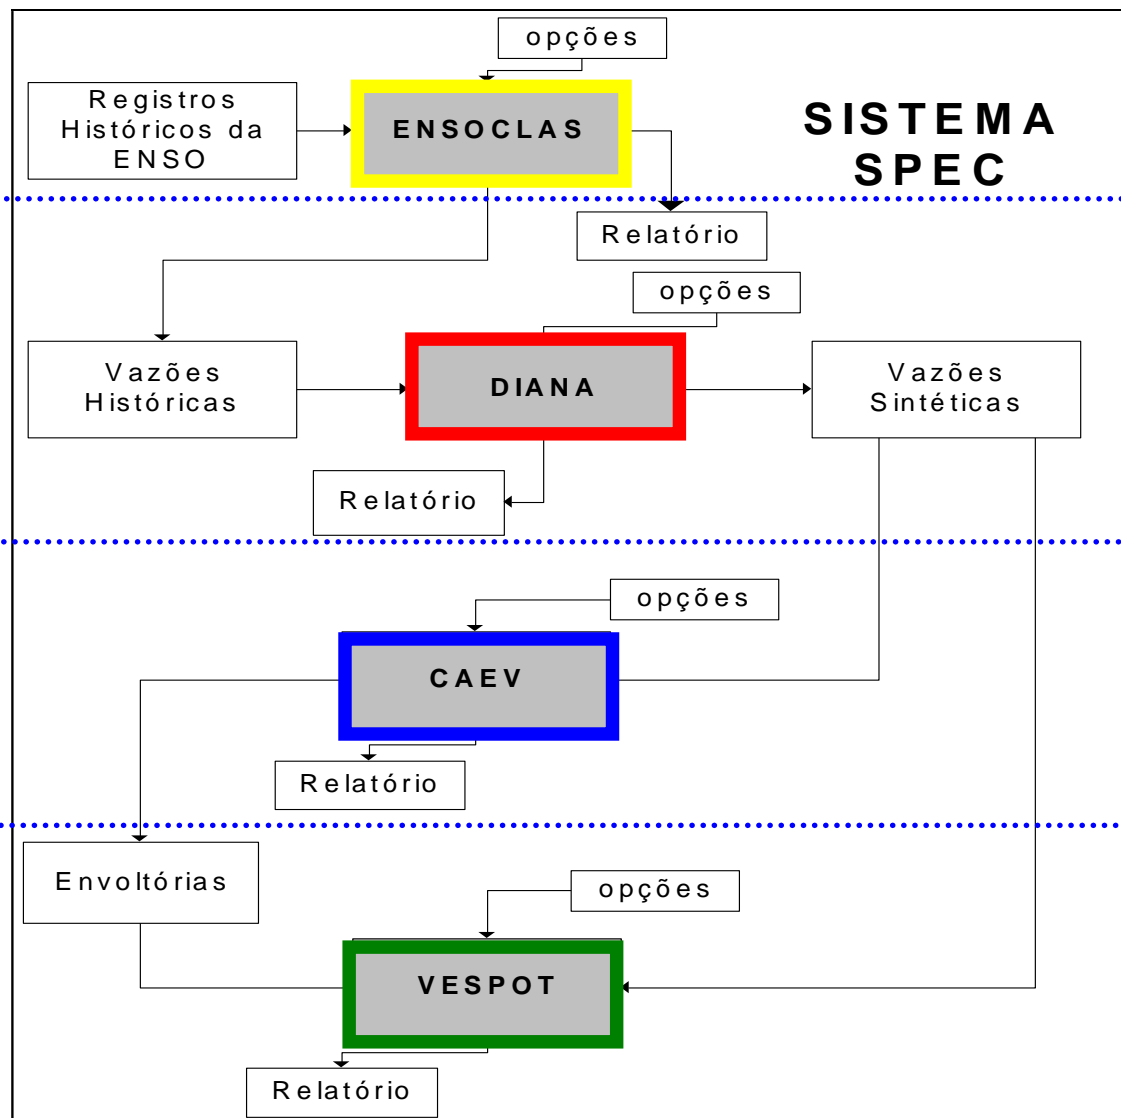 opções
Registros
Históricos da
ENSO
ENSOCLAS
SISTEMA
SPEC
Relatório
opções
Vazões
Históricas
DIANA
Vazões
Sintéticas
Relatório
opções
CAEV
Relatório
Envoltórias
opções
VESPOT
Relatório